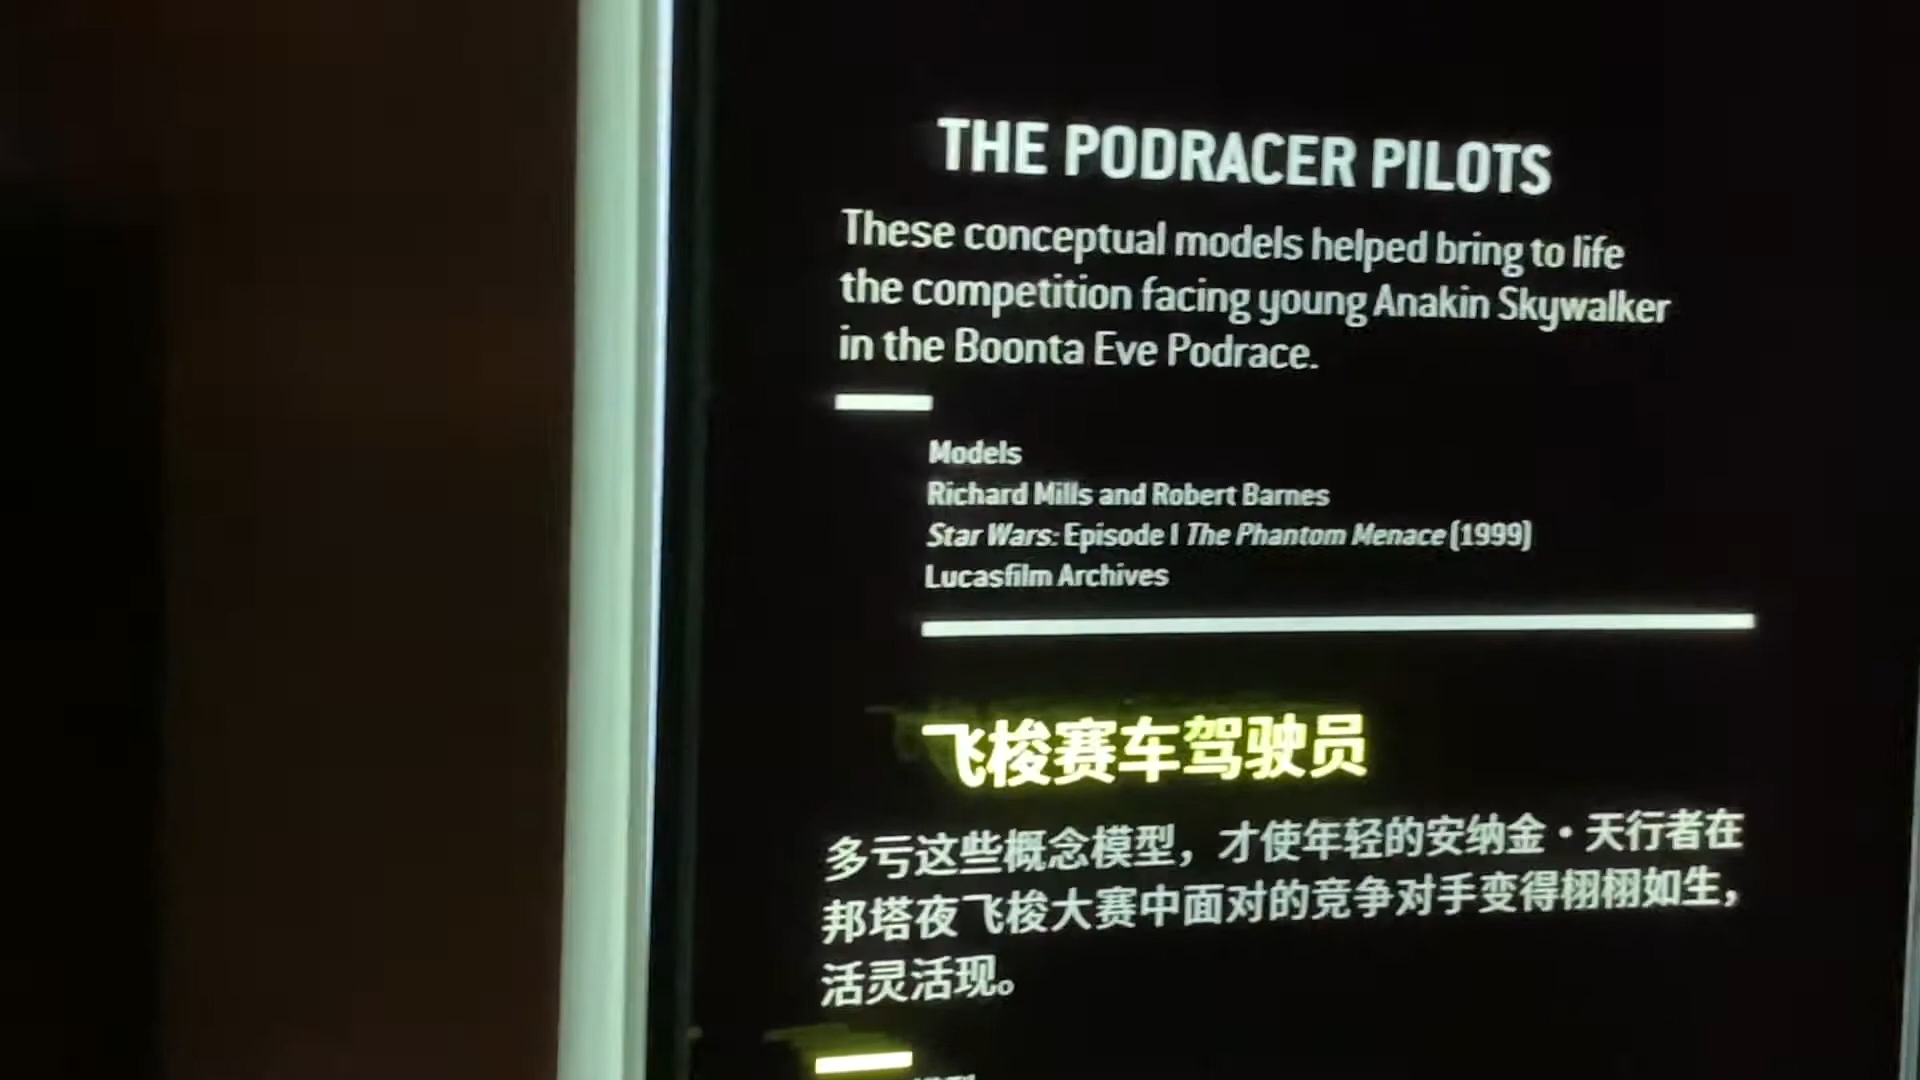 THE PODRACER PILOTS
These conceptual models helped bring to life
the competition facing young Anakin Skywalker
in the Boonta Eve Podrace.
Models
Richard Mills and Robert Barnes
Star Wars: Episode I The Phantom Menace (1999)
Lucasfilm Archives
飞梭赛车驾驶员
多亏这些概念模型，才使年轻的安纳金·天行者在
邦塔夜飞梭大赛中面对的竞争对手变得栩栩如生，
活灵活现。